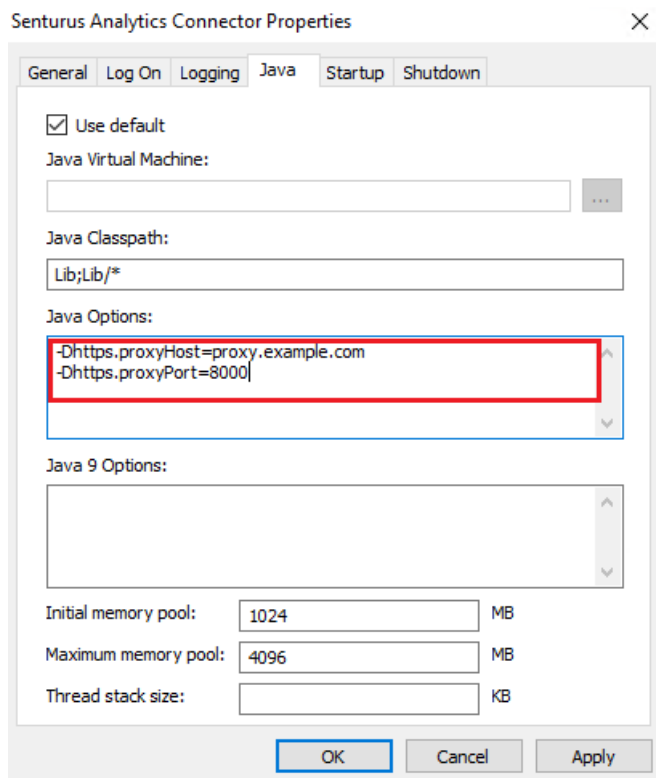 Senturus Analytics Connector Properties
General Log On Logging Java Startup Shutdown
Use default
Java Virtual Machine:
...
Java Classpath:
Lib;Lib/*
Java Options:
-Dhttps.proxyHost=proxy.example.com
-Dhttps.proxyPort=8000
Java 9 Options:
Initial memory pool: 1024 MB
Maximum memory pool: 4096 MB
Thread stack size: KB
OK Cancel Apply